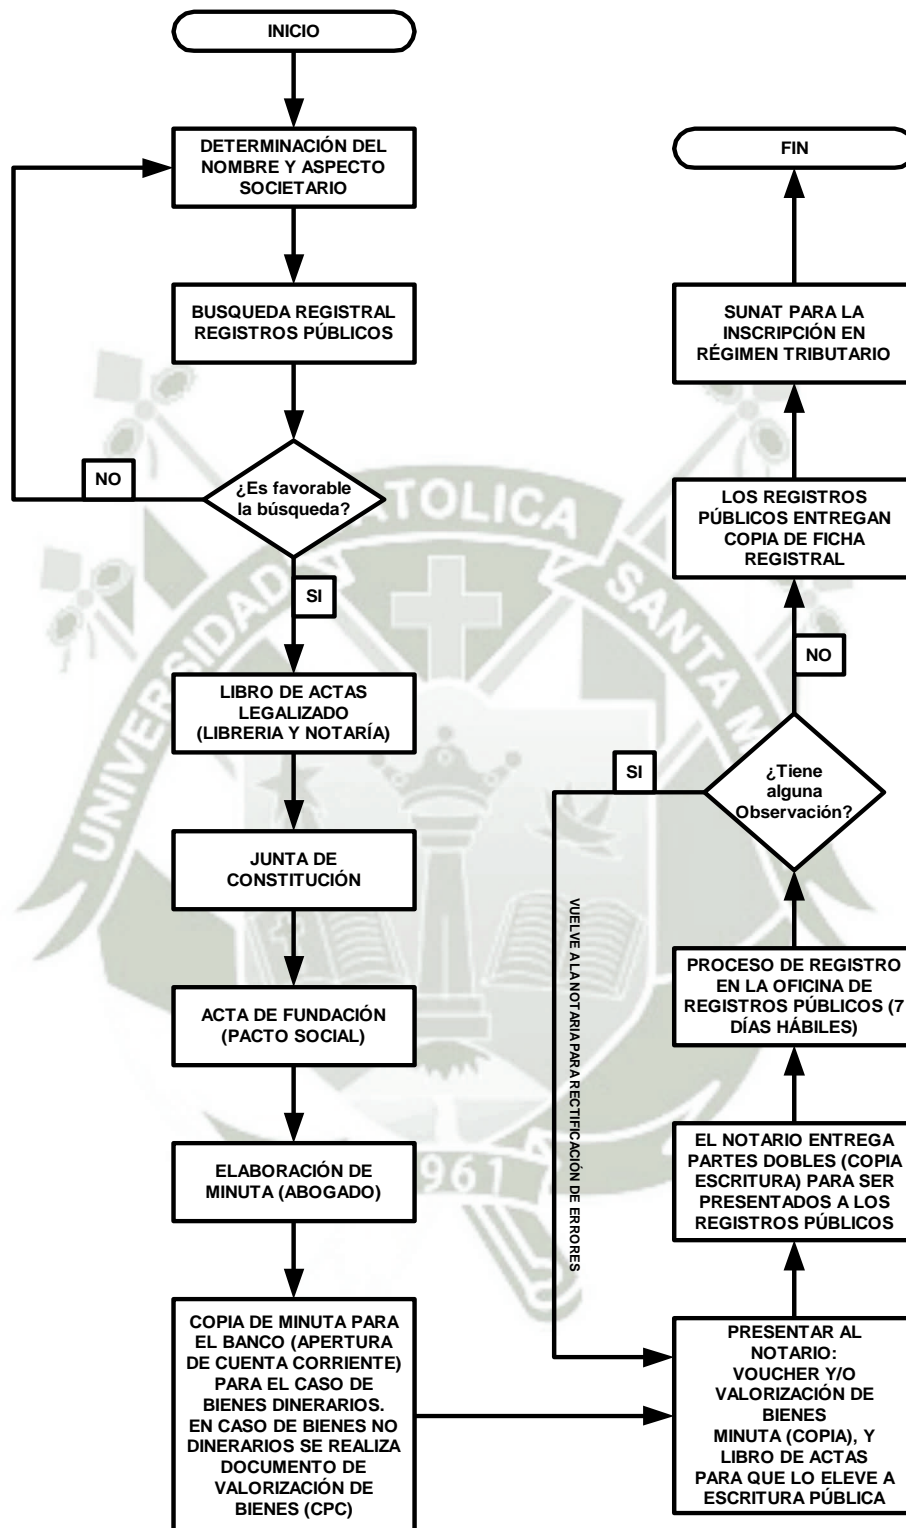 INICIO
DETERMINACIÓN DEL
NOMBRE Y ASPECTO
SOCIETARIO
BUSQUEDA REGISTRAL
REGISTROS PÚBLICOS
¿Es favorable
la búsqueda?
NO
SI
LIBRO DE ACTAS
LEGALIZADO
(LIBRERIA Y NOTARÍA)
JUNTA DE
CONSTITUCIÓN
ACTA DE FUNDACIÓN
(PACTO SOCIAL)
ELABORACIÓN DE
MINUTA (ABOGADO)
COPIA DE MINUTA PARA
EL BANCO (APERTURA
DE CUENTA CORRIENTE)
PARA EL CASO DE
BIENES DINERARIOS.
EN CASO DE BIENES NO
DINERARIOS SE REALIZA
DOCUMENTO DE
VALORIZACIÓN DE
BIENES (CPC)
PRESENTAR AL
NOTARIO:
VOUCHER Y/O
VALORIZACIÓN DE
BIENES
MINUTA (COPIA), Y
LIBRO DE ACTAS
PARA QUE LO ELEVE A
ESCRITURA PÚBLICA
EL NOTARIO ENTREGA
PARTES DOBLES (COPIA
ESCRITURA) PARA SER
PRESENTADOS A LOS
REGISTROS PÚBLICOS
PROCESO DE REGISTRO
EN LA OFICINA DE
REGISTROS PÚBLICOS (7
DÍAS HÁBILES)
¿Tiene
alguna
Observación?
SI
VUELVE A LA NOTARIA PARA RECTIFICACIÓN DE ERRORES
NO
LOS REGISTROS
PÚBLICOS ENTREGAN
COPIA DE FICHA
REGISTRAL
SUNAT PARA LA
INSCRIPCIÓN EN
RÉGIMEN TRIBUTARIO
FIN
UNIVERSIDAD CATOLICA SANTA M
961